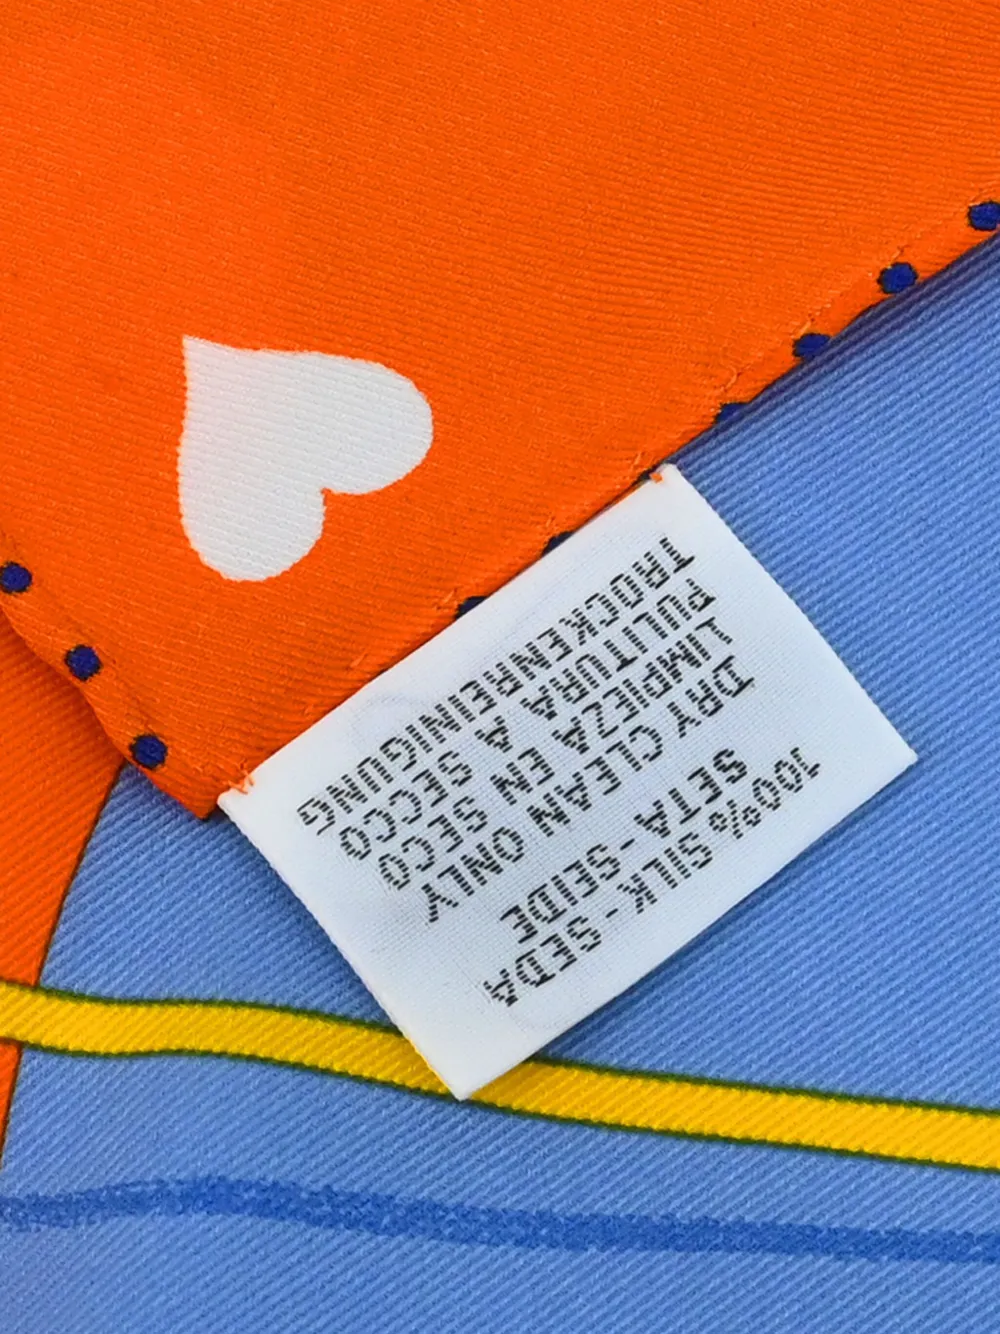 100% SILK - SEDA
SETA - SEIDE
DRY CLEAN ONLY
LIMPIEZA EN SECO
PULITURA A SECCO
TROCKENREINIGUNG